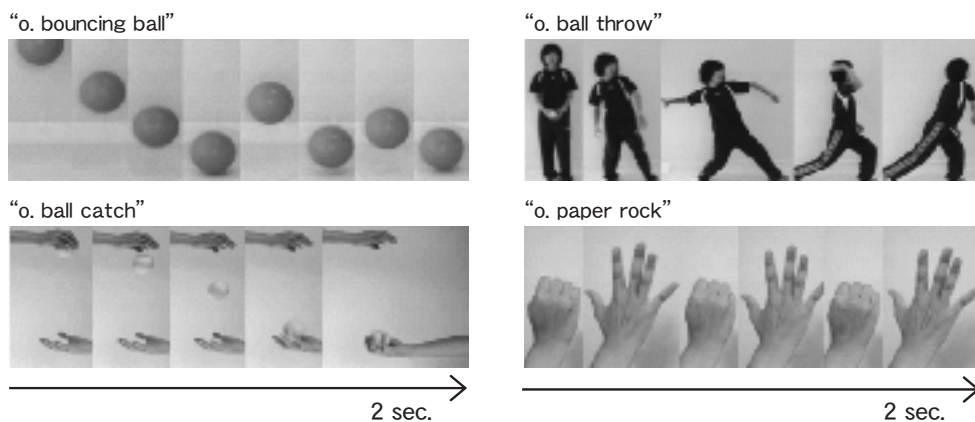 “o. bouncing ball”
“o. ball throw”
“o. ball catch”
“o. paper rock”
2 sec.
2 sec.